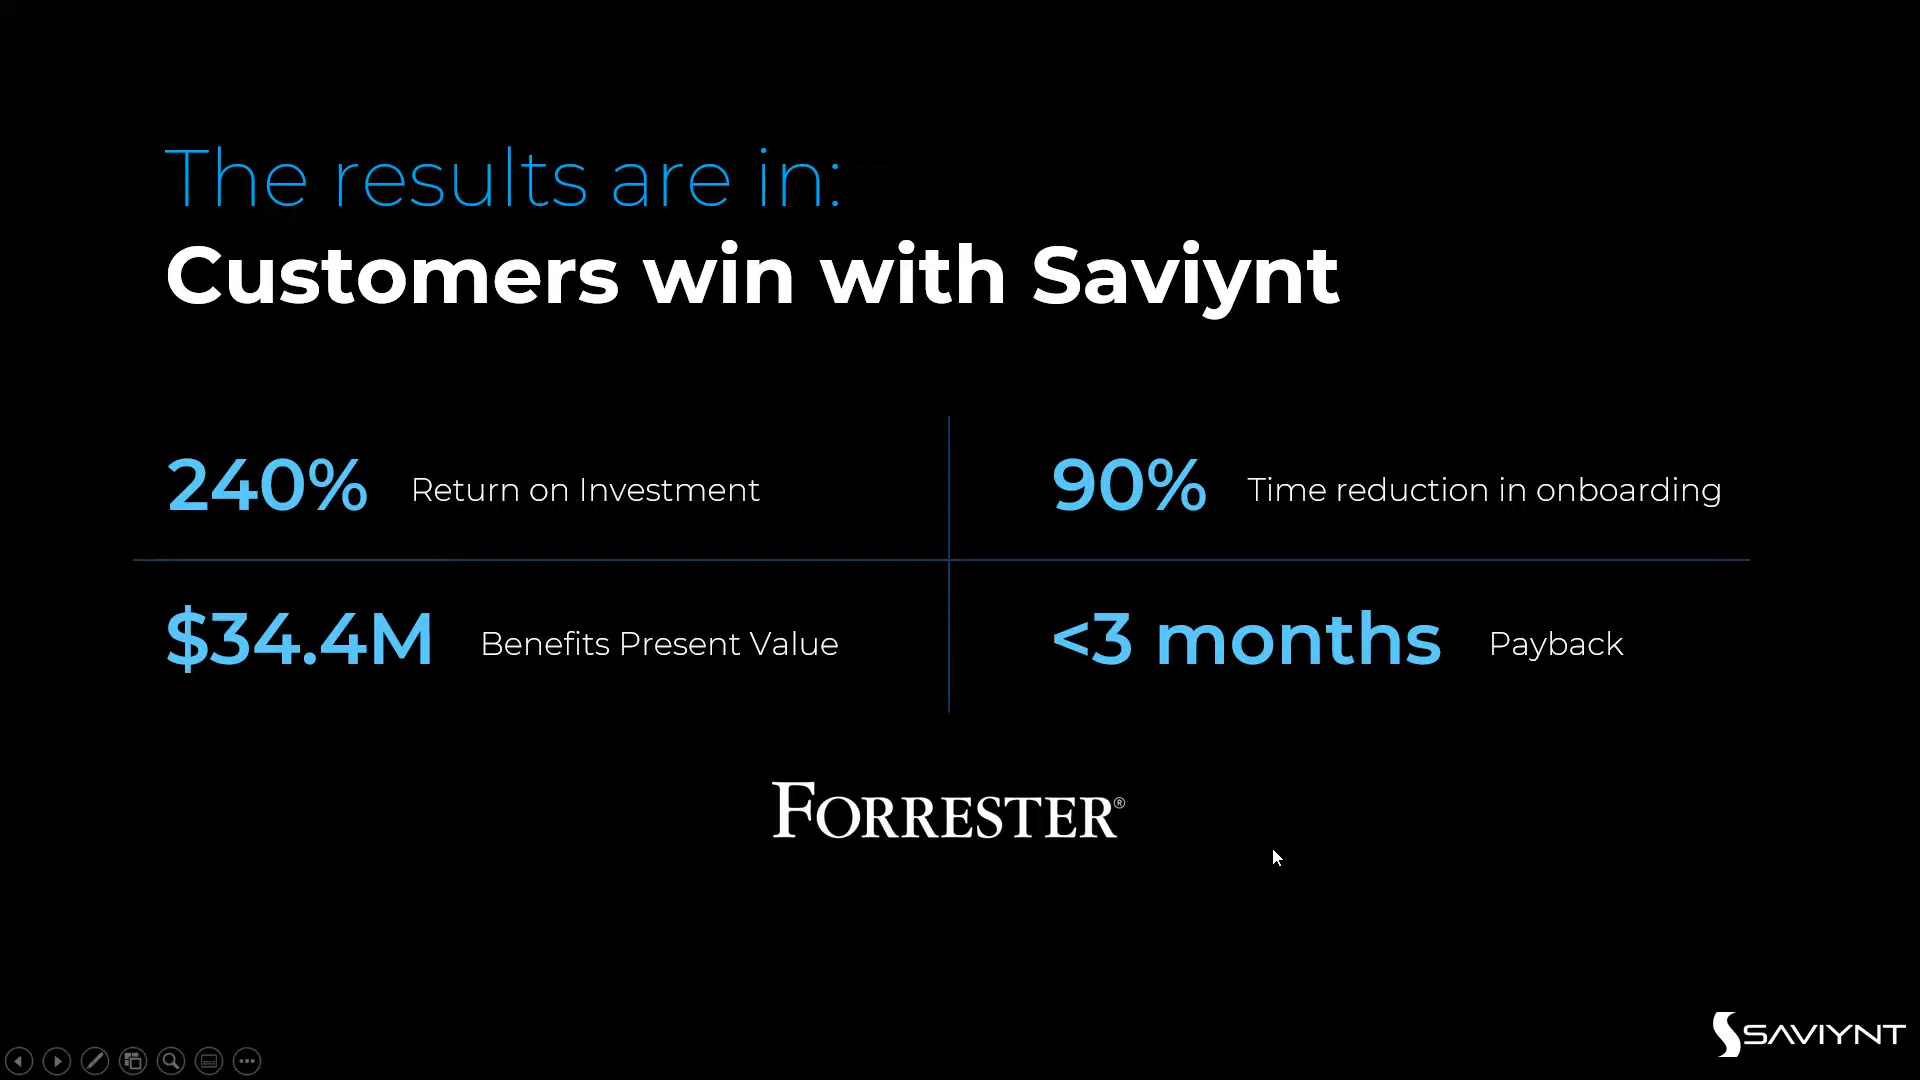 The results are in:
Customers win with Saviynt
240% Return on Investment
90% Time reduction in onboarding
$34.4M Benefits Present Value
<3 months Payback
FORRESTER®
SAVIYNT